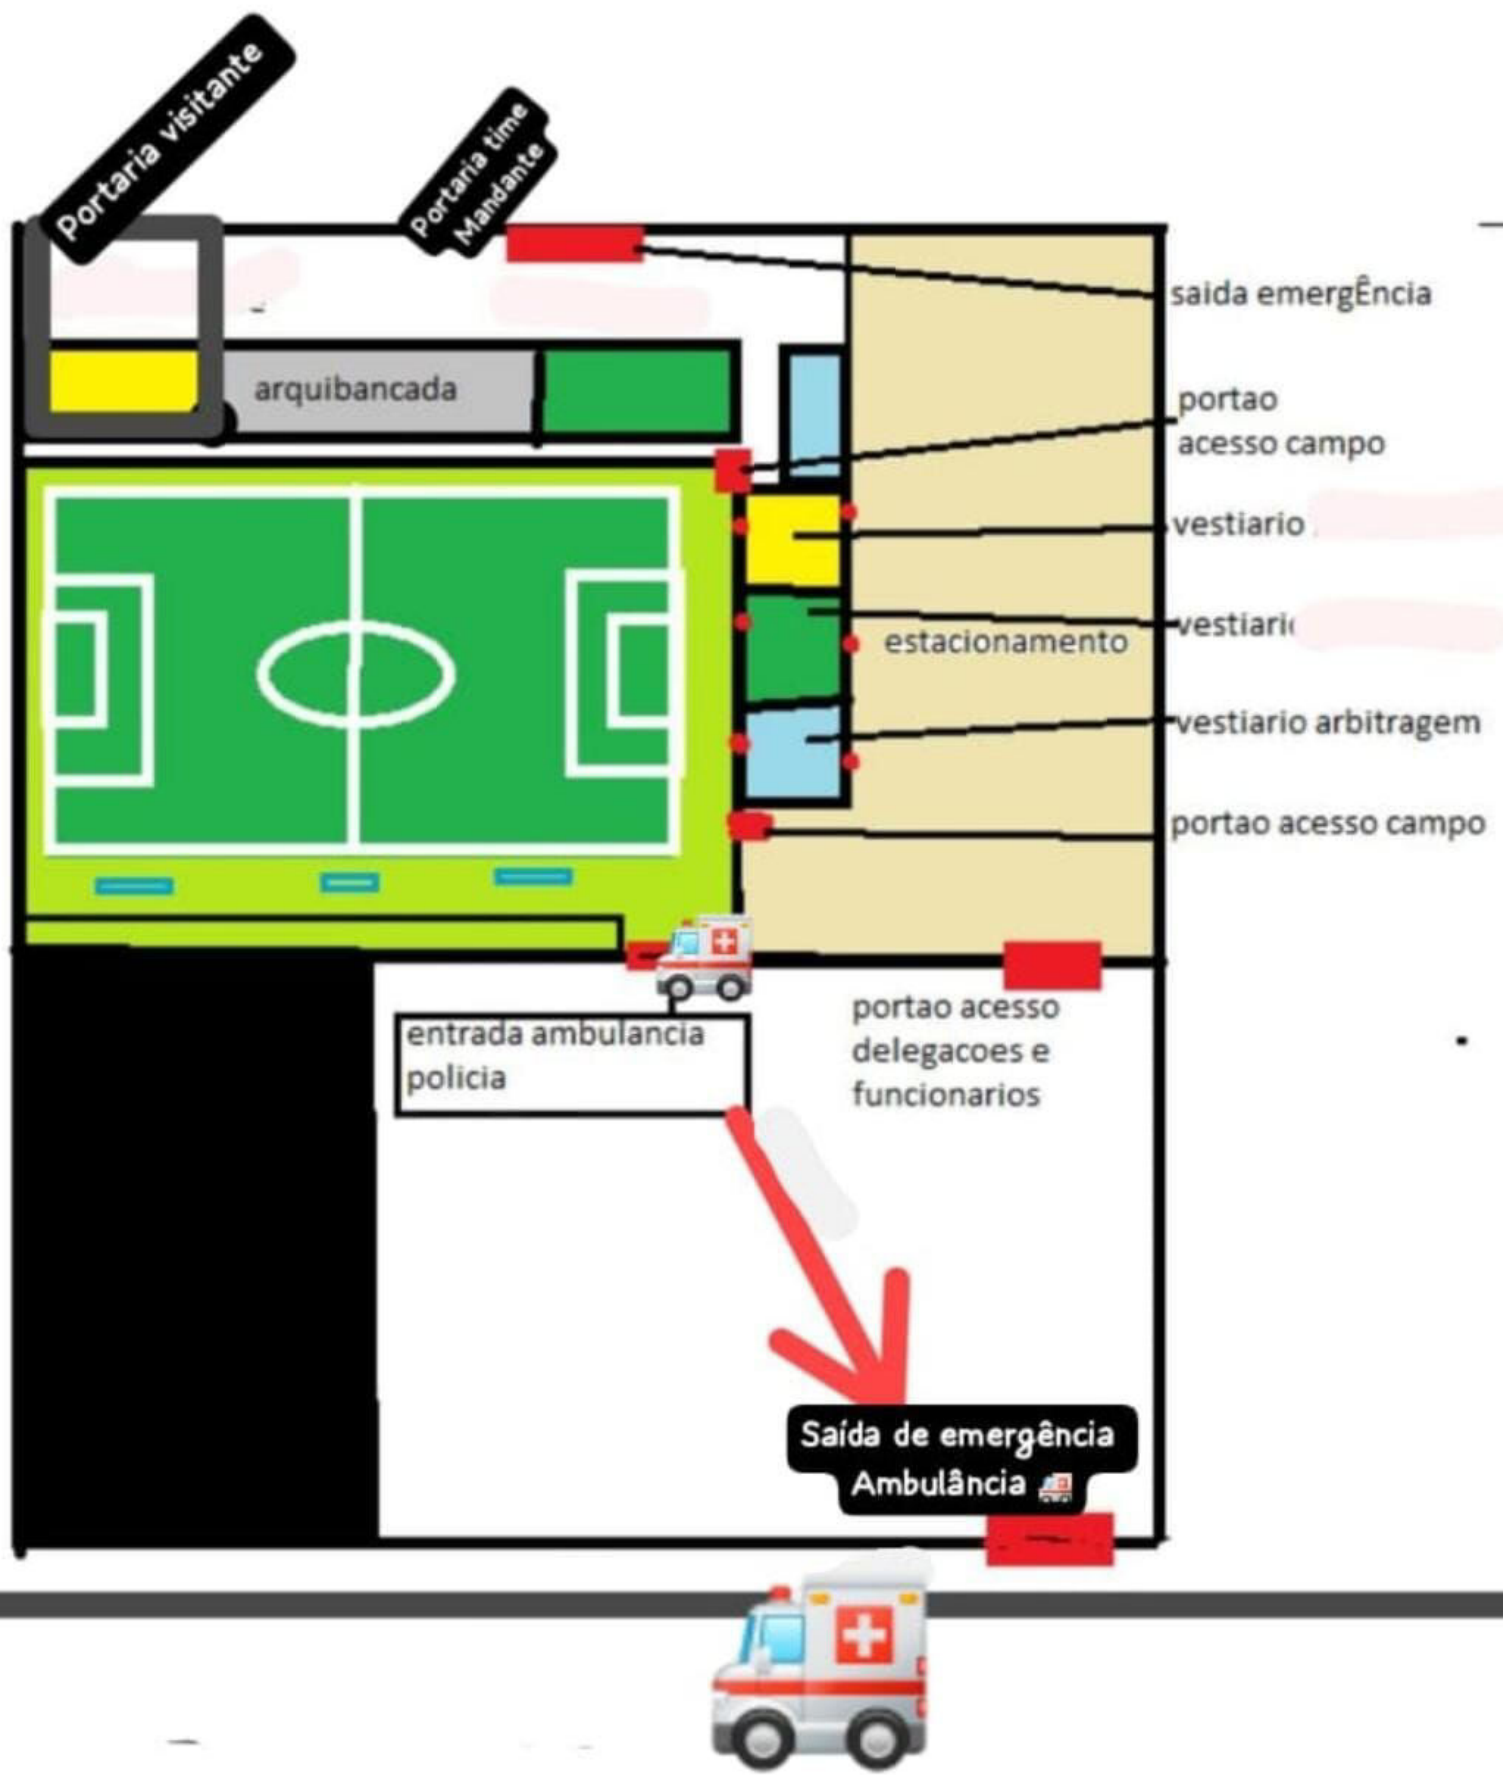 Portaria visitante
Portaria time
Mandante
saida emergÊncia
arquibancada
portao
acesso campo
vestiario
vestiari
estacionamento
vestiario arbitragem
portao acesso campo
entrada ambulancia
policia
portao acesso
delegacoes e
funcionarios
Saída de emergência
Ambulância